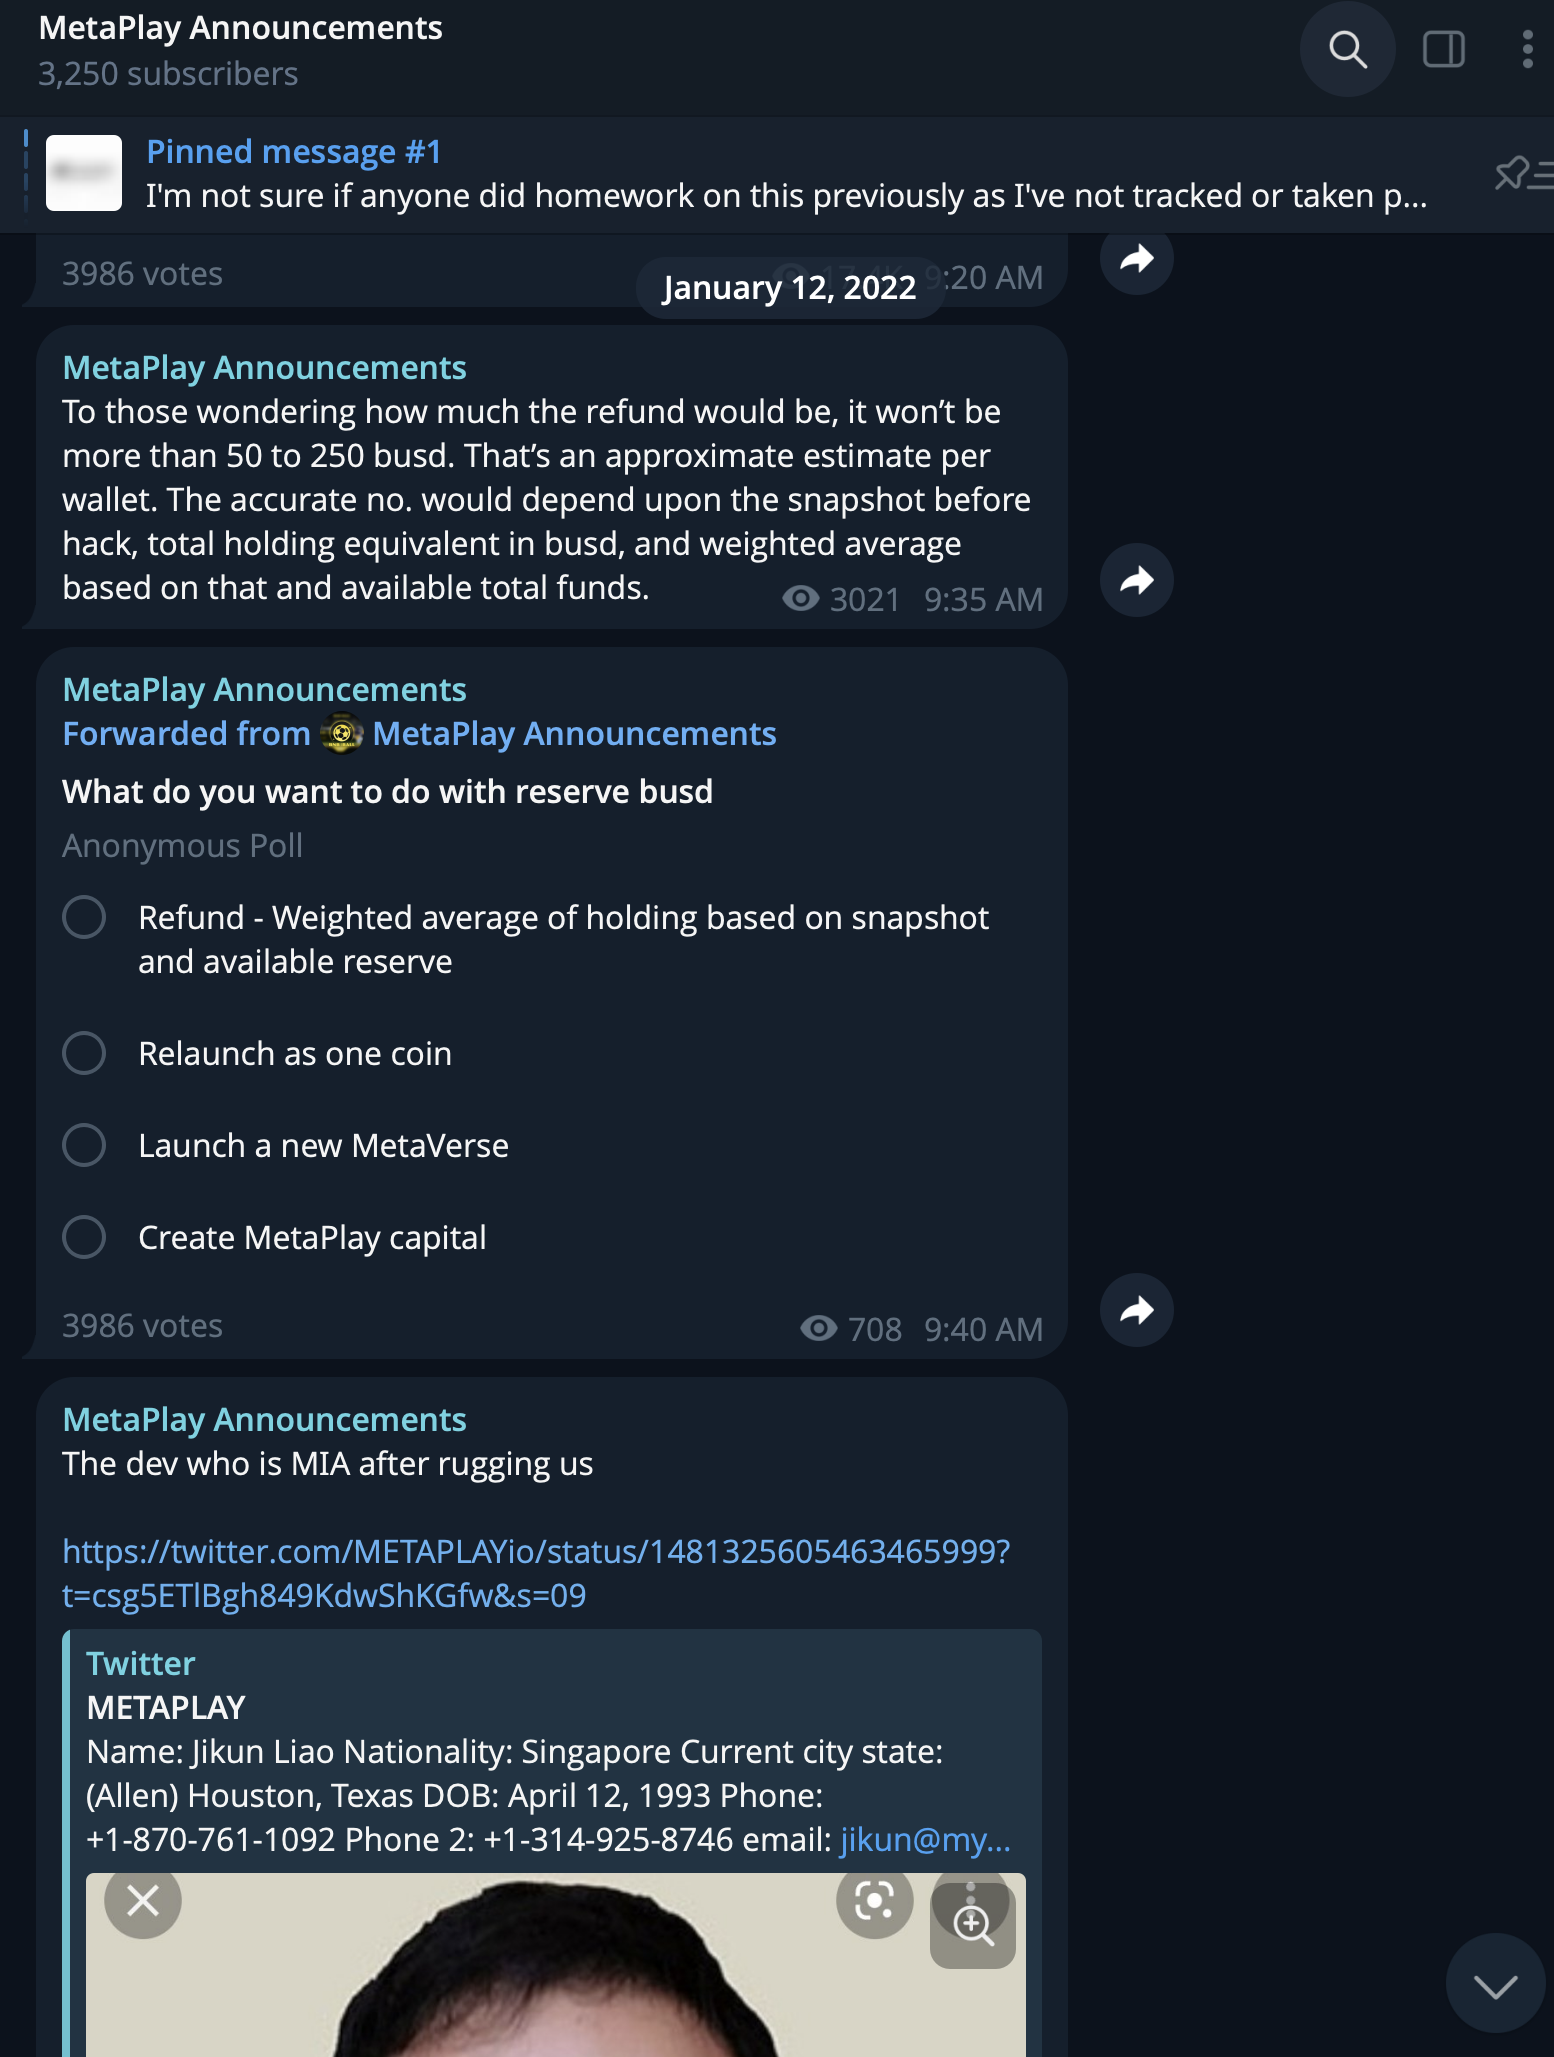 MetaPlay Announcements
3,250 subscribers
Pinned message #1
I'm not sure if anyone did homework on this previously as I've not tracked or taken p...
3986 votes
9:20 AM
January 12, 2022
MetaPlay Announcements
To those wondering how much the refund would be, it won’t be
more than 50 to 250 busd. That’s an approximate estimate per
wallet. The accurate no. would depend upon the snapshot before
hack, total holding equivalent in busd, and weighted average
based on that and available total funds.
3021 9:35 AM
MetaPlay Announcements
Forwarded from MetaPlay Announcements
What do you want to do with reserve busd
Anonymous Poll
Refund - Weighted average of holding based on snapshot
and available reserve
Relaunch as one coin
Launch a new MetaVerse
Create MetaPlay capital
3986 votes
708 9:40 AM
MetaPlay Announcements
The dev who is MIA after rugging us
https://twitter.com/METAPLAYio/status/1481325605463465999?
t=csg5ETlBgh849KdwShKGfw&s=09
Twitter
METAPLAY
Name: Jikun Liao Nationality: Singapore Current city state:
(Allen) Houston, Texas DOB: April 12, 1993 Phone:
+1-870-761-1092 Phone 2: +1-314-925-8746 email: jikun@my...